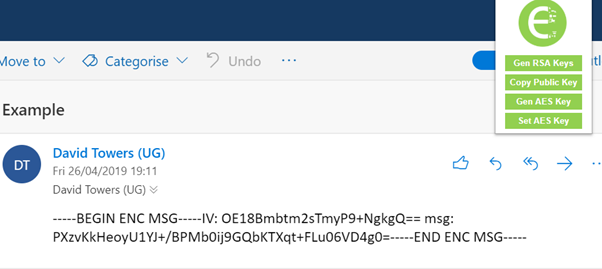 Move to
Categorise
Undo
Gen RSA Keys
Copy Public Key
Gen AES Key
Set AES Key
Example
DT
David Towers (UG)
Fri 26/04/2019 19:11
David Towers (UG)
-----BEGIN ENC MSG-----IV: OE18Bmbtm2sTmyP9+NgkgQ== msg:
PXzvKkHeoyU1YJ+/BPMb0ij9GQbKTXqt+FLu06VD4g0=-----END ENC MSG-----